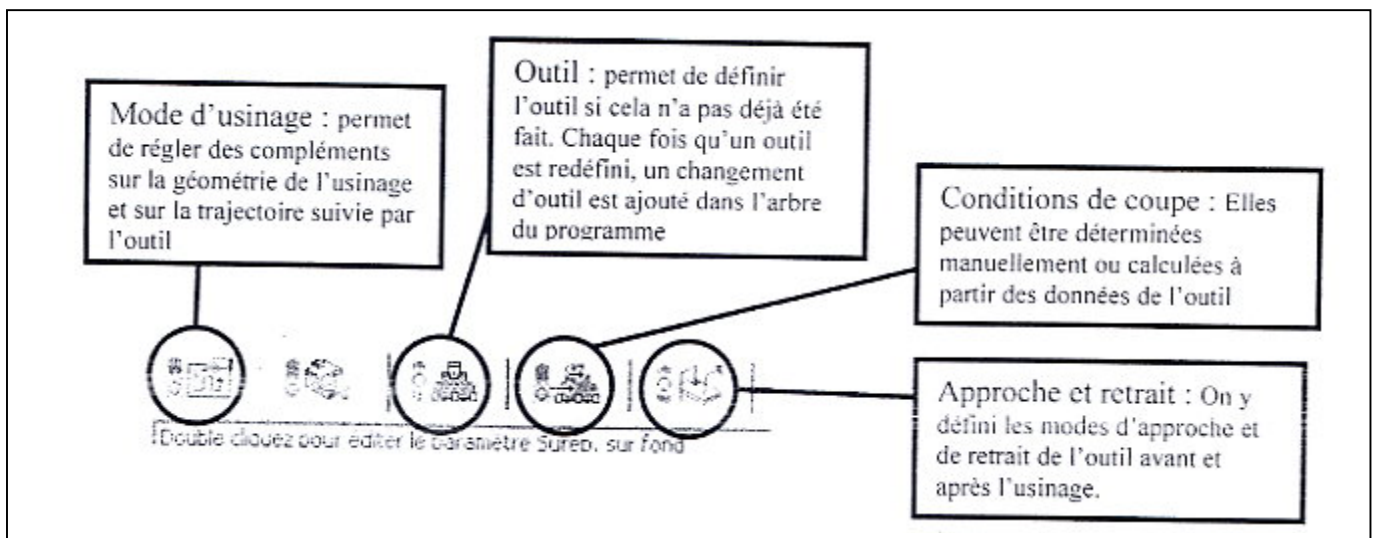 Mode d'usinage : permet
de régler des compléments
sur la géométrie de l'usinage
et sur la trajectoire suivie par
l'outil
Outil : permet de définir
l'outil si cela n'a pas déjà été
fait. Chaque fois qu'un outil
est redéfini, un changement
d'outil est ajouté dans l'arbre
du programme
Conditions de coupe : Elles
peuvent être déterminées
manuellement ou calculées à
partir des données de l'outil
Approche et retrait : On y
défini les modes d'approche et
de retrait de l'outil avant et
après l'usinage.
Double cliquez pour éditer le paramètre Surép. sur fond